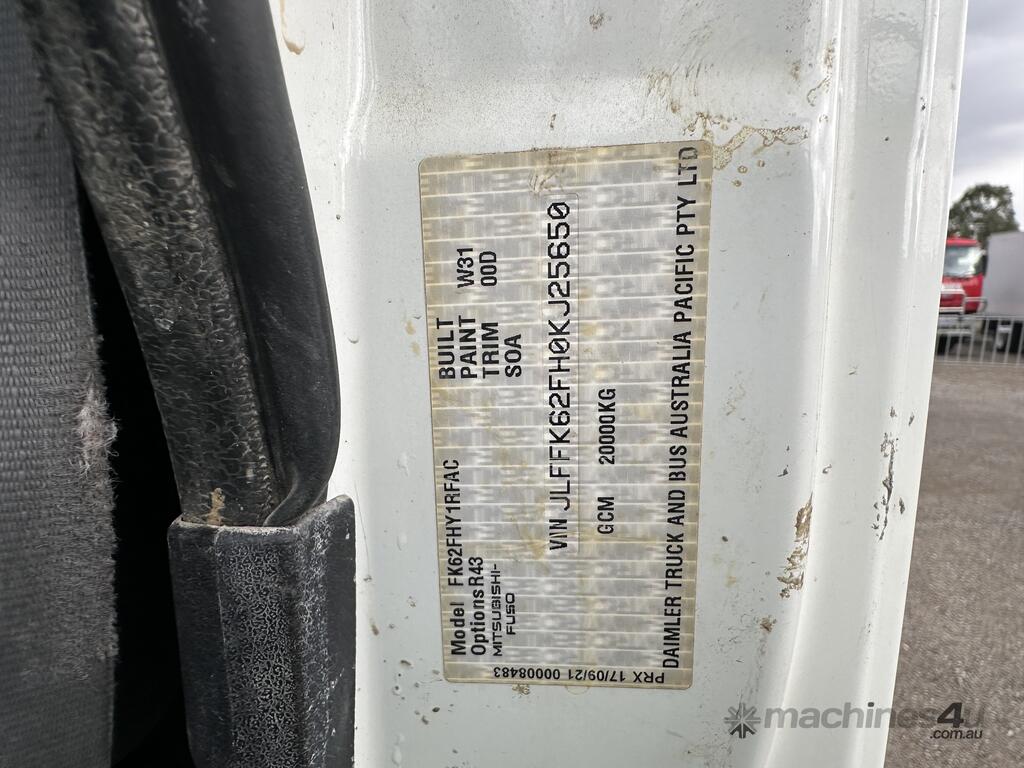 Model FK62FHY1RFAC
Options R43
MITSUBISHI-
FUSO
BUILT
PAINT W31
TRIM 00D
SOA
VIN JLFFK62FH0KJ25650
GCM 20000KG
DAIMLER TRUCK AND BUS AUSTRALIA PACIFIC PTY LTD
PRX 17/09/21 00008483
machines4u
.com.au